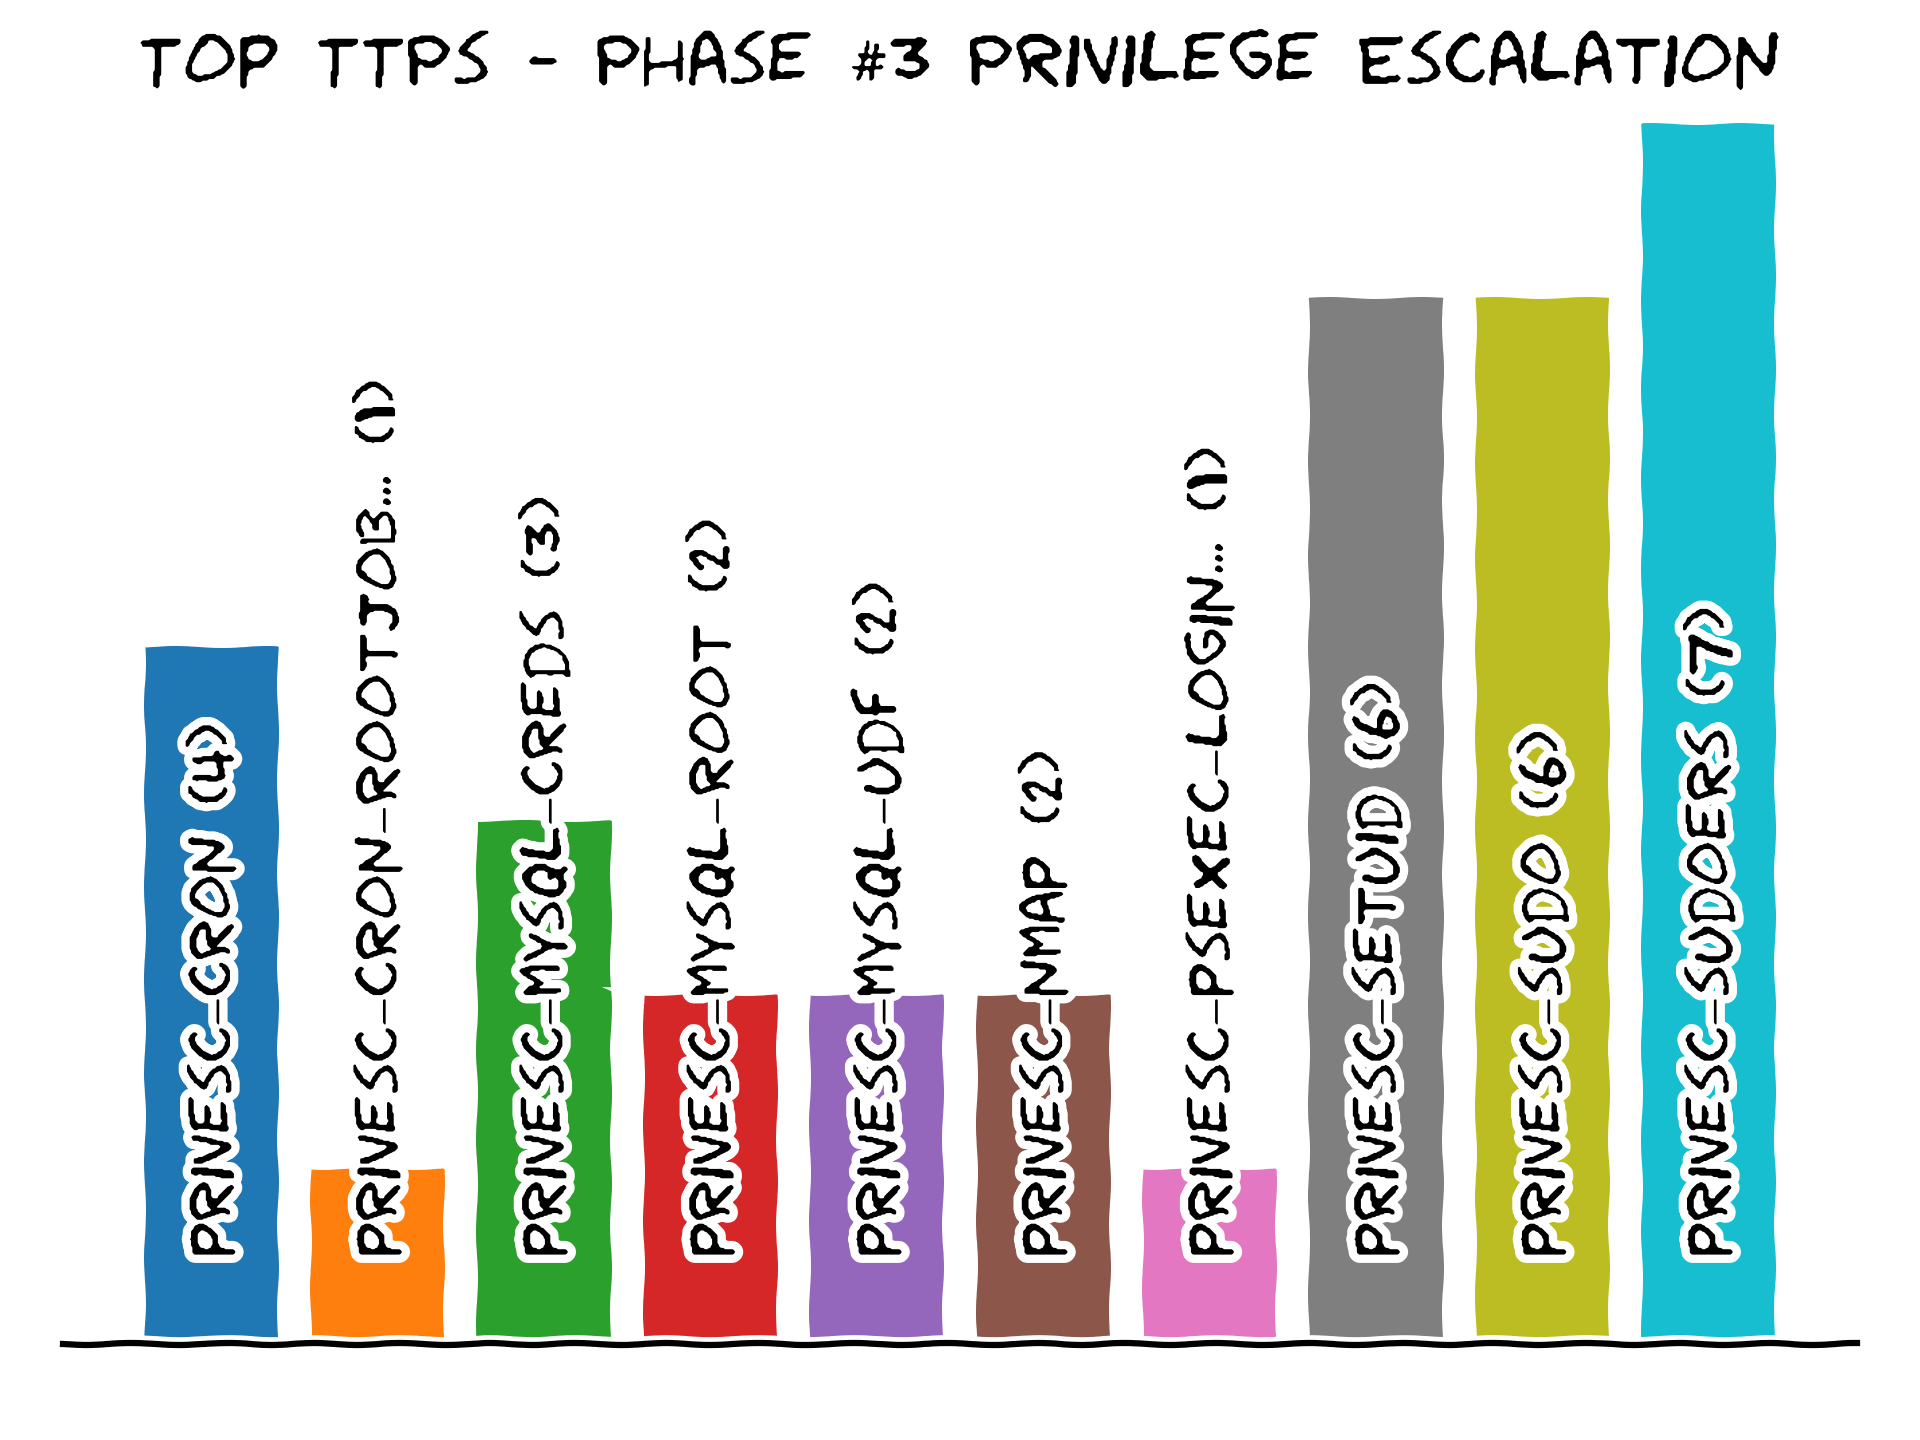 TOP TTPS - PHASE #3 PRIVILEGE ESCALATION
PRIVESC-CRON (4)
PRIVESC-CRON-ROOTJOB... (1)
PRIVESC-MYSQL-CREDS (3)
PRIVESC-MYSQL-ROOT (2)
PRIVESC-MYSQL-UDF (2)
PRIVESC-NMAP (2)
PRIVESC-PSEXEC-LOGIN... (1)
PRIVESC-SETUID (6)
PRIVESC-SUDO (6)
PRIVESC-SUDOERS (7)